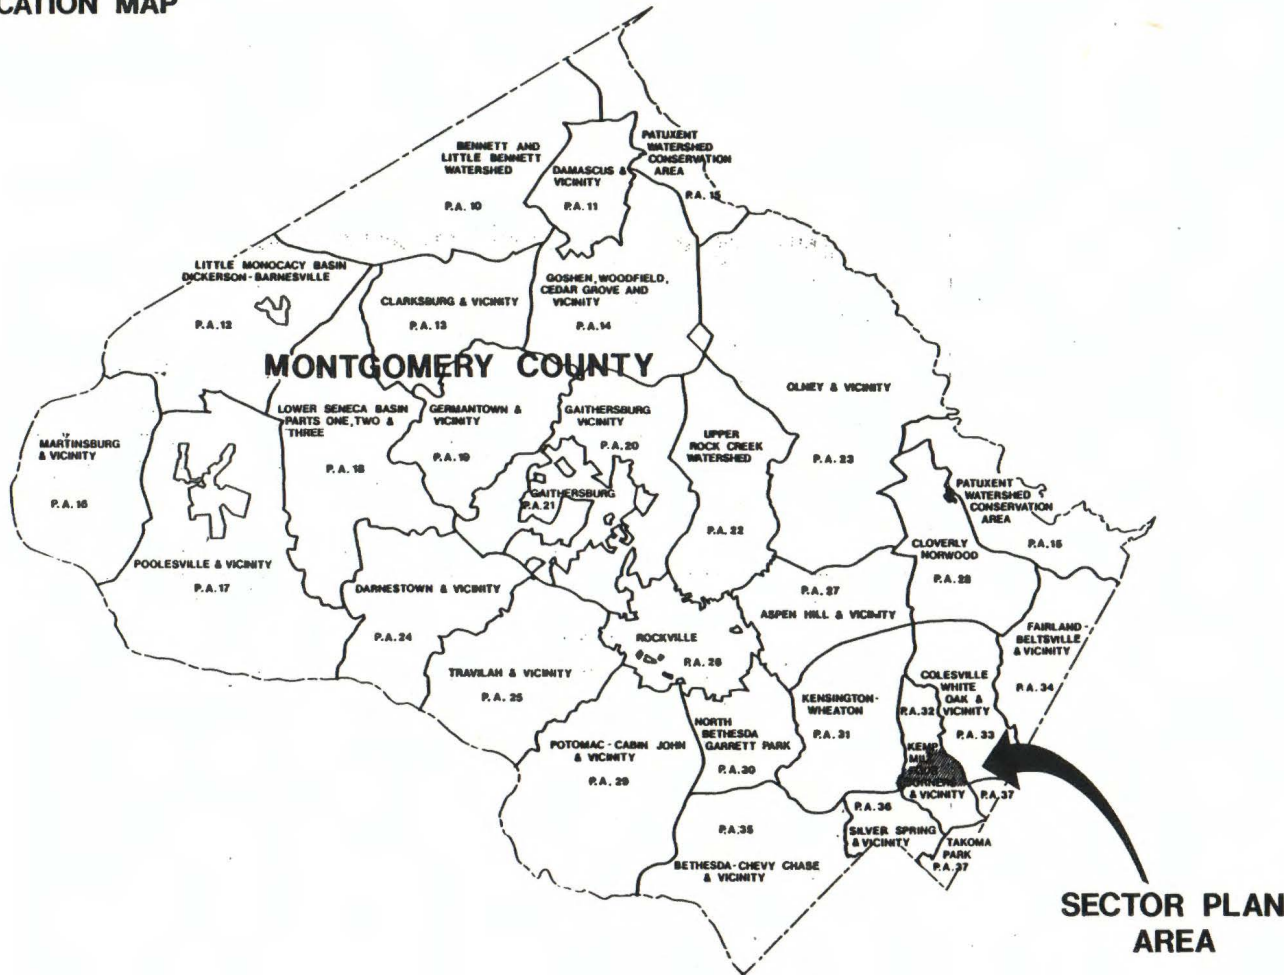 CATION MAP
BENNETT AND
LITTLE BENNETT
WATERSHED
P.A. 10
DAMASCUS &
VICINITY
P.A. 11
PATUXENT
WATERSHED
CONSERVATION
AREA
P.A. 15
LITTLE MONOCACY BASIN
DICKERSON-BARNESVILLE
P.A. 12
CLARKSBURG & VICINITY
P.A. 13
GOSHEN, WOODFIELD,
CEDAR GROVE AND
VICINITY
P.A. 14
MONTGOMERY COUNTY
OLNEY & VICINITY
P.A. 23
MARTINSBURG
& VICINITY
P.A. 16
LOWER SENECA BASIN
PARTS ONE, TWO &
THREE
P.A. 18
GERMANTOWN &
VICINITY
P.A. 19
GAITHERSBURG
VICINITY
P.A. 20
GAITHERSBURG
P.A. 21
UPPER
ROCK CREEK
WATERSHED
P.A. 22
PATUXENT
WATERSHED
CONSERVATION
AREA
P.A. 15
CLOVERLY
NORWOOD
P.A. 28
POOLESVILLE & VICINITY
P.A. 17
DARNESTOWN & VICINITY
P.A. 24
P.A. 27
ASPEN HILL & VICINITY
FAIRLAND-
BELTSVILLE
& VICINITY
P.A. 34
ROCKVILLE
P.A. 26
TRAVILAH & VICINITY
P.A. 25
KENSINGTON-
WHEATON
P.A. 31
COLESVILLE
WHITE
OAK &
VICINITY
P.A. 33
P.A. 32
KEMP
MILL
FOUR
CORNERS
& VICINITY
POTOMAC-CABIN JOHN
& VICINITY
P.A. 29
NORTH
BETHESDA
GARRETT PARK
P.A. 30
P.A. 37
P.A. 36
SILVER SPRING
& VICINITY
TAKOMA
PARK
P.A. 37
P.A. 35
BETHESDA-CHEVY CHASE
& VICINITY
SECTOR PLAN
AREA